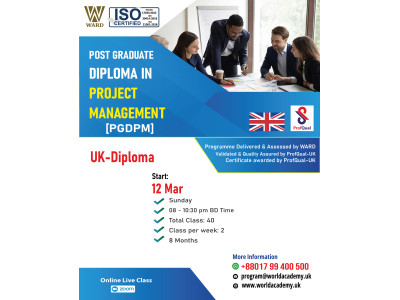 WARD
ISO
CERTIFIED
POST GRADUATE
DIPLOMA IN
PROJECT
MANAGEMENT
[PGDPM]
ProfQual
Programme Delivered & Assessed by WARD
Validated & Quality Assured by ProfQual-UK
Certificate awarded by ProfQual-UK
UK-Diploma
Start:
12 Mar
Sunday
08 - 10:30 pm BD Time
Total Class: 40
Class per week: 2
8 Months
More Information
+88017 99 400 500
program@worldacademy.uk
www.worldacademy.uk
Online Live Class
zoom